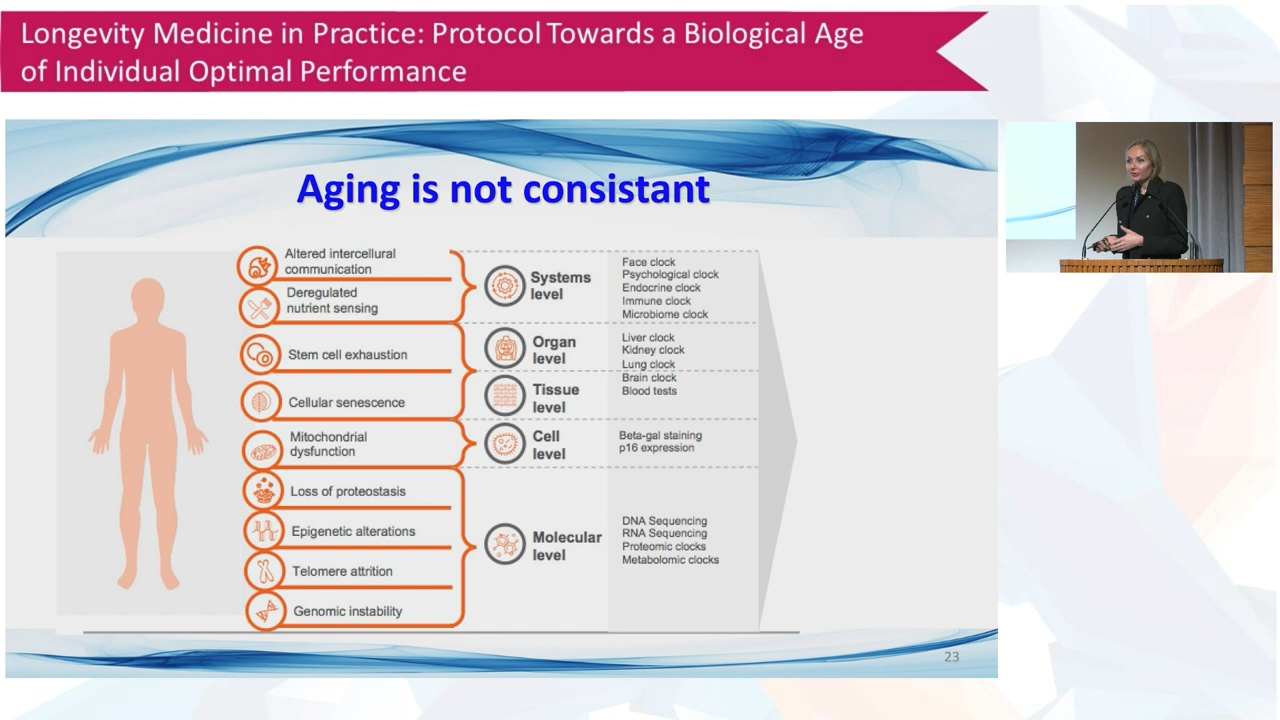 Longevity Medicine in Practice: Protocol Towards a Biological Age
of Individual Optimal Performance
Aging is not consistant
Altered intercellural
communication
Deregulated
nutrient sensing
Stem cell exhaustion
Cellular senescence
Mitochondrial
dysfunction
Loss of proteostasis
Epigenetic alterations
Telomere attrition
Genomic instability
Systems
level
Organ
level
Tissue
level
Cell
level
Molecular
level
Face clock
Psychological clock
Endocrine clock
Immune clock
Microbiome clock
Liver clock
Kidney clock
Lung clock
Brain clock
Blood tests
Beta-gal staining
p16 expression
DNA Sequencing
RNA Sequencing
Proteomic clocks
Metabolomic clocks
23